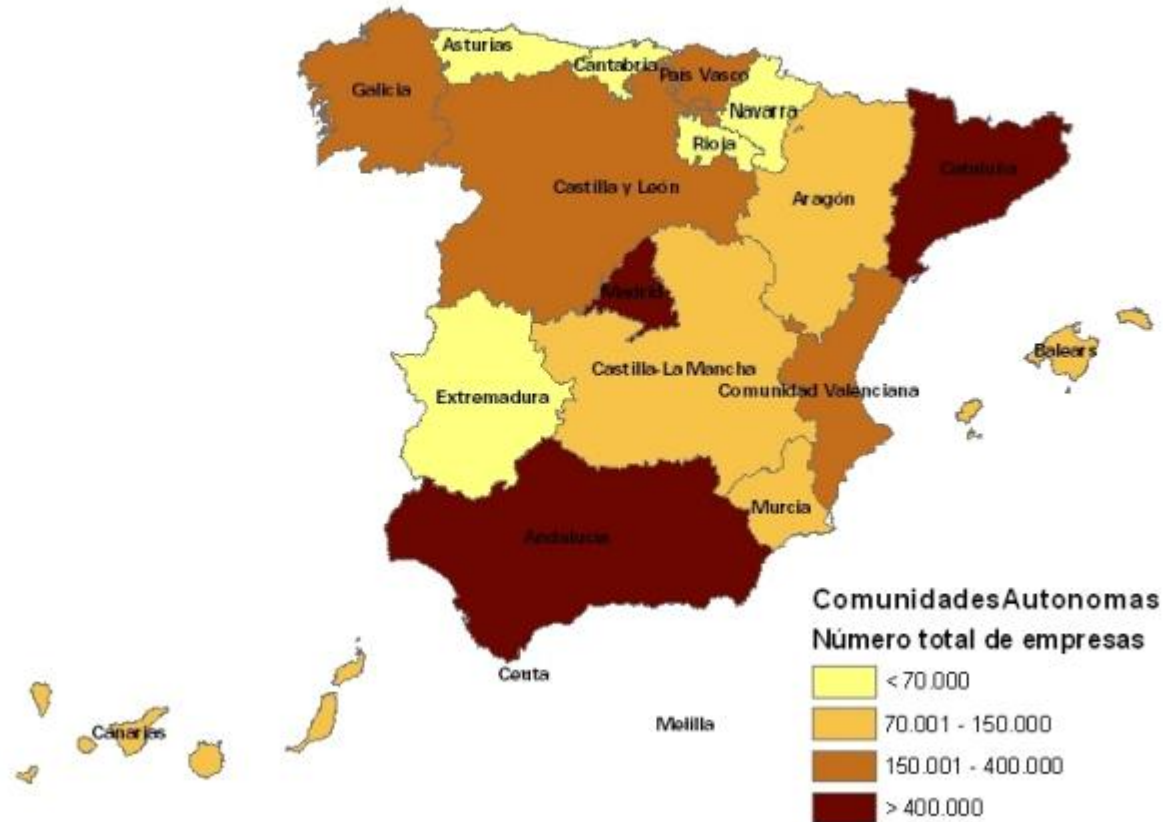 Asturias
Cantabria
País Vasco
Galicia
Navarra
Rioja
Cataluña
Castilla y León
Aragón
Madrid
Balears
Castilla-La Mancha
Comunidad Valenciana
Extremadura
Murcia
Andalucía
Ceuta
Melilla
Canarias
ComunidadesAutonomas
Número total de empresas
< 70.000
70.001 - 150.000
150.001 - 400.000
> 400.000